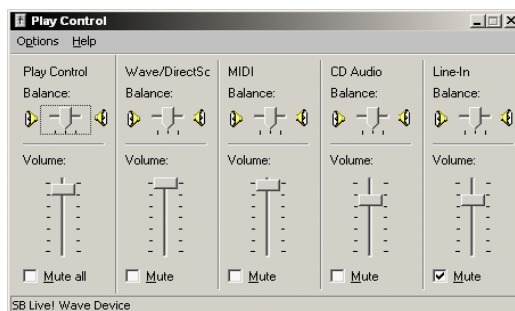 Play Control
Options Help
Play Control Wave/DirectSc MIDI CD Audio Line-In
Balance: Balance: Balance: Balance: Balance:
Volume: Volume: Volume: Volume: Volume:
Mute all Mute Mute Mute Mute
SB Live! Wave Device